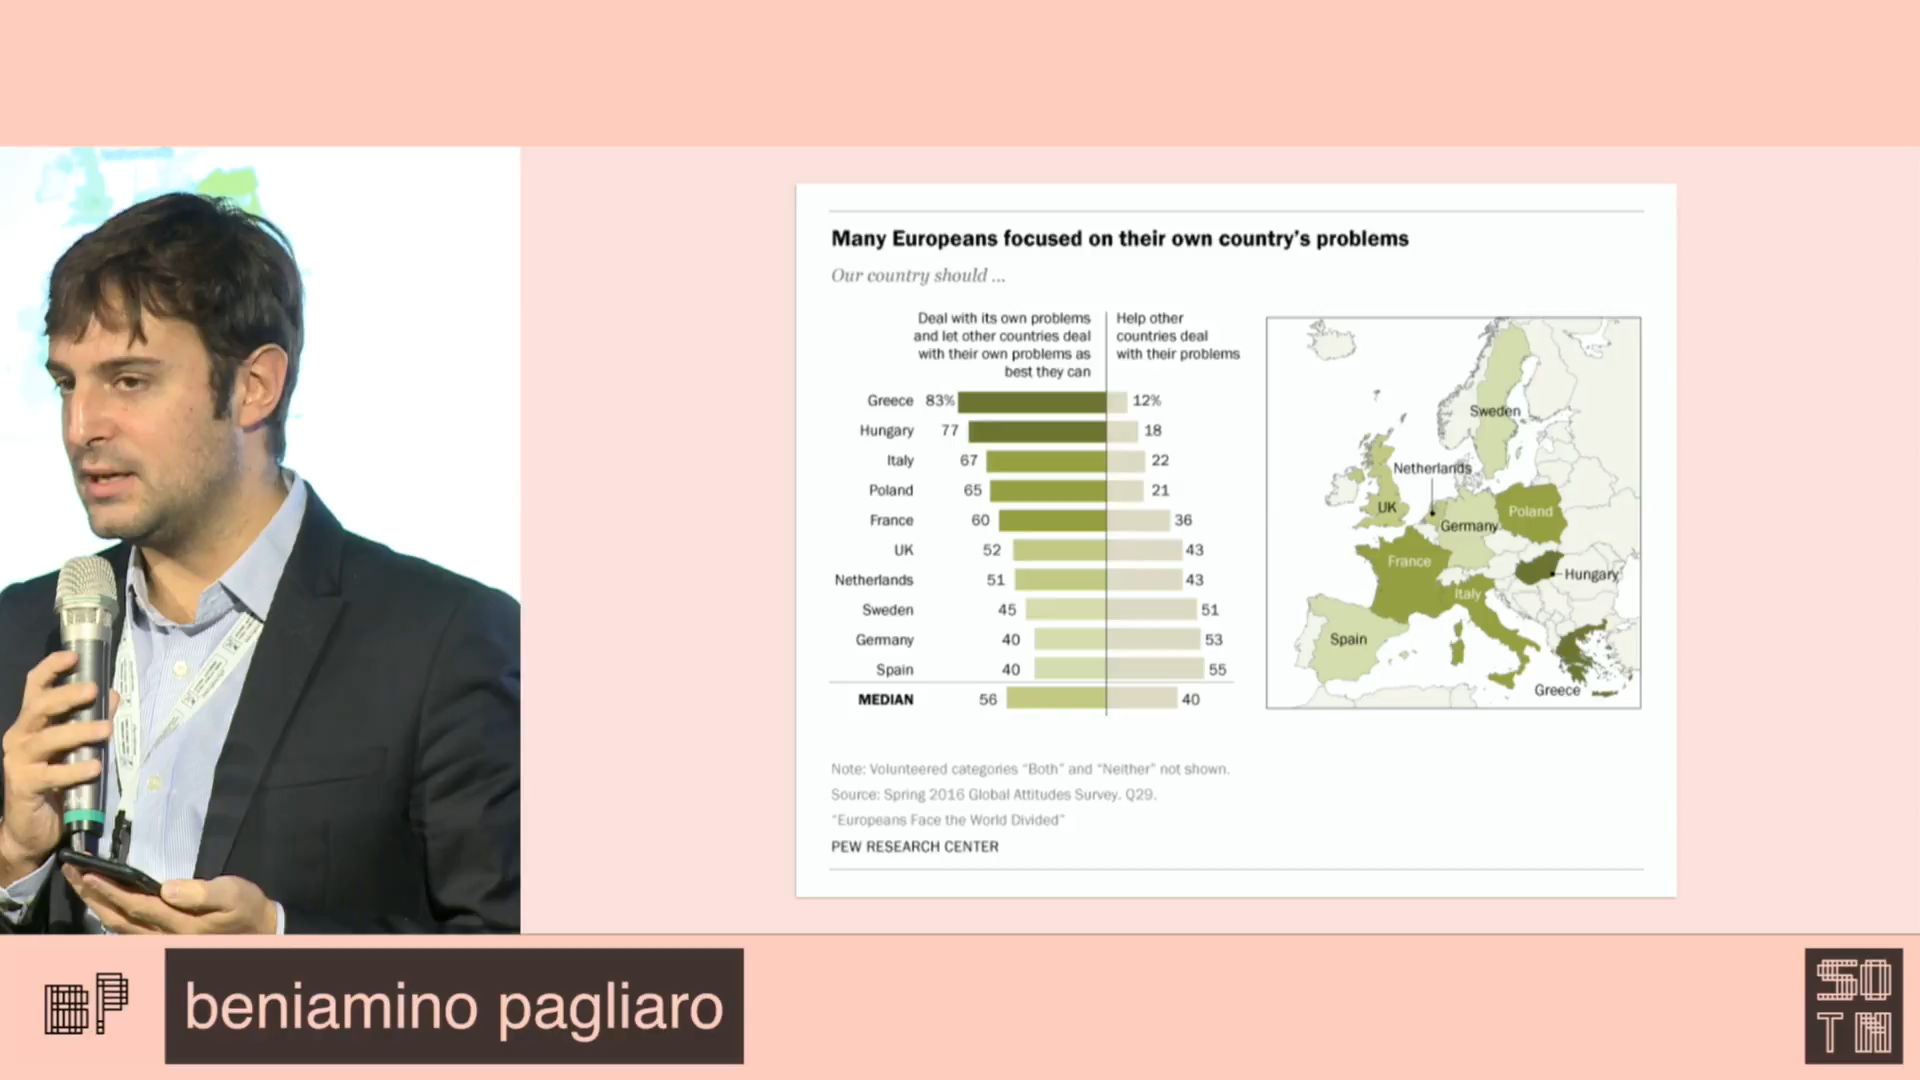 Many Europeans focused on their own country's problems
Our country should ...
Deal with its own problems
and let other countries deal
with their own problems as
best they can
Help other
countries deal
with their problems
Greece 83% 12%
Hungary 77 18
Italy 67 22
Poland 65 21
France 60 36
UK 52 43
Netherlands 51 43
Sweden 45 51
Germany 40 53
Spain 40 55
MEDIAN 56 40
Sweden
Netherlands
UK
Germany
Poland
France
Hungary
Italy
Spain
Greece
Note: Volunteered categories "Both" and "Neither" not shown.
Source: Spring 2016 Global Attitudes Survey. Q29.
"Europeans Face the World Divided"
PEW RESEARCH CENTER
BP
beniamino pagliaro
SO
TN